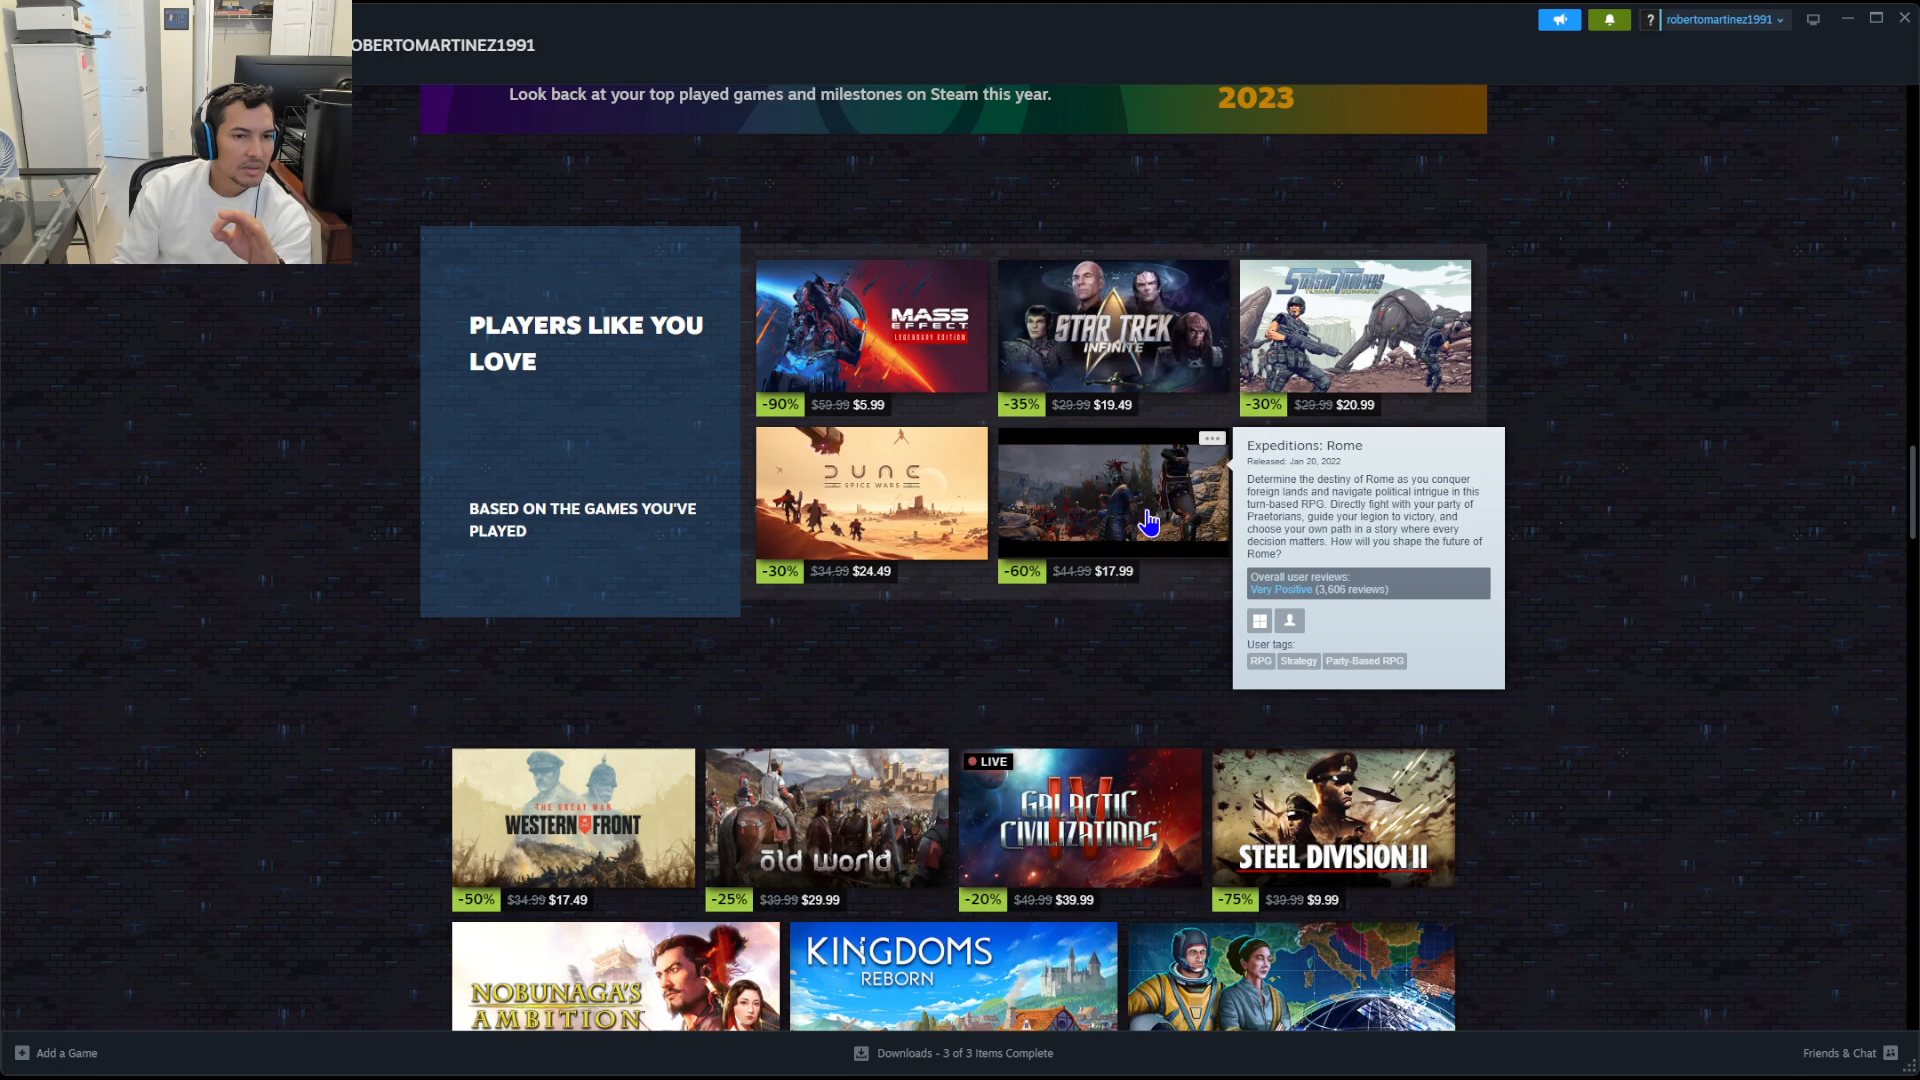 OBERTOMARTINEZ1991
?
robertomartinez1991
Look back at your top played games and milestones on Steam this year.
2023
PLAYERS LIKE YOU
LOVE
BASED ON THE GAMES YOU'VE
PLAYED
MASS
EFFECT
LEGENDARY EDITION
-90% $59.99 $5.99
STAR TREK
INFINITE
-35% $29.99 $19.49
STARSHIP TROOPERS
TERRAN COMMAND
-30% $29.99 $20.99
DUNE
SPICE WARS
-30% $34.99 $24.49
-60% $44.99 $17.99
Expeditions: Rome
Released: Jan 20, 2022
Determine the destiny of Rome as you conquer
foreign lands and navigate political intrigue in this
turn-based RPG. Directly fight with your party of
Praetorians, guide your legion to victory, and
choose your own path in a story where every
decision matters. How will you shape the future of
Rome?
Overall user reviews:
Very Positive (3,606 reviews)
User tags:
RPG Strategy Party-Based RPG
THE GREAT WAR
WESTERN FRONT
-50% $34.99 $17.49
old world
-25% $39.99 $29.99
LIVE
GALACTIC
CIVILIZATIONS
IV
-20% $49.99 $39.99
STEEL DIVISION II
-75% $39.99 $9.99
NOBUNAGA'S
AMBITION
KINGDOMS
REBORN
Add a Game
Downloads - 3 of 3 Items Complete
Friends & Chat